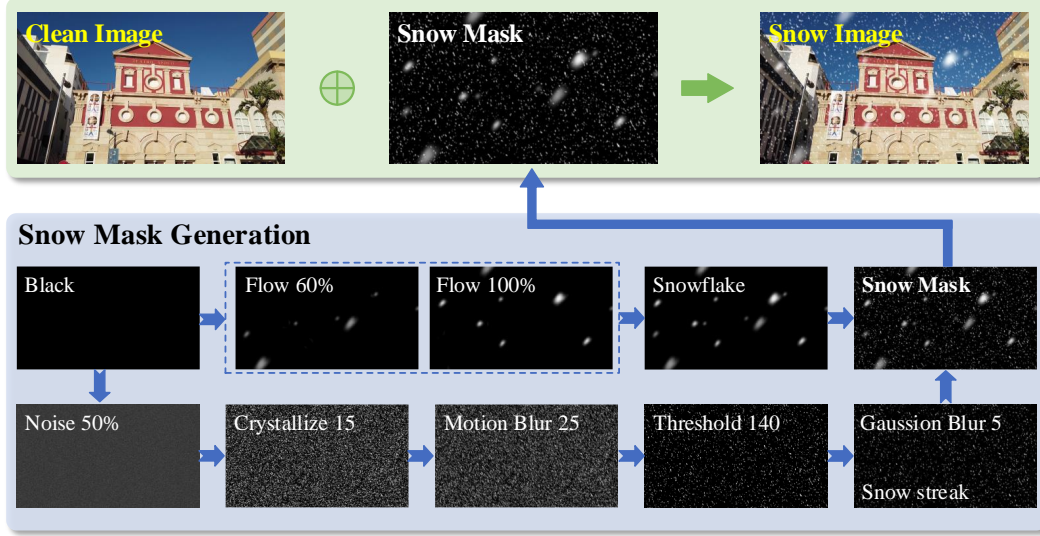 Clean Image
Snow Mask
Snow Image
Snow Mask Generation
Black
Flow 60%
Flow 100%
Snowflake
Snow Mask
Noise 50%
Crystallize 15
Motion Blur 25
Threshold 140
Gaussion Blur 5
Snow streak